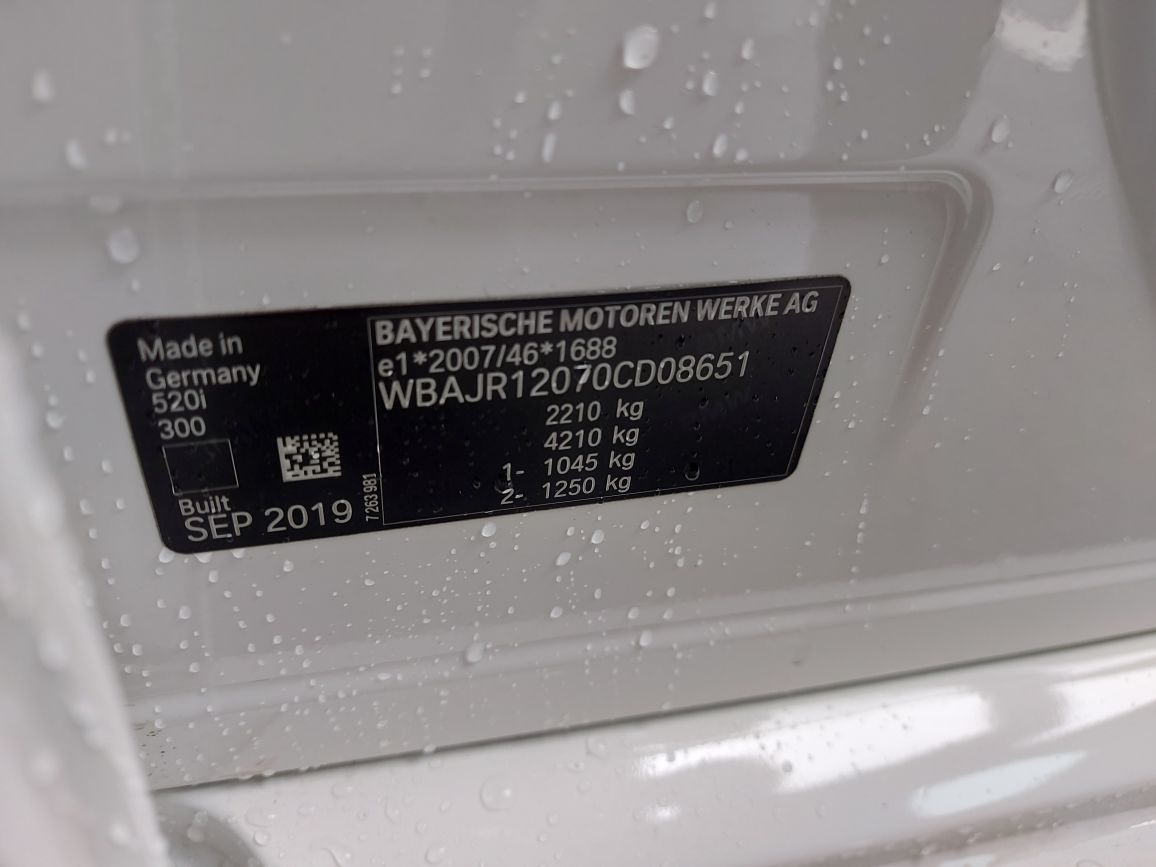 Made in
Germany
520i
300
Built
SEP 2019
7263981
BAYERISCHE MOTOREN WERKE AG
e1*2007/46*1688
WBAJR12070CD08651
2210 kg
4210 kg
1- 1045 kg
2- 1250 kg